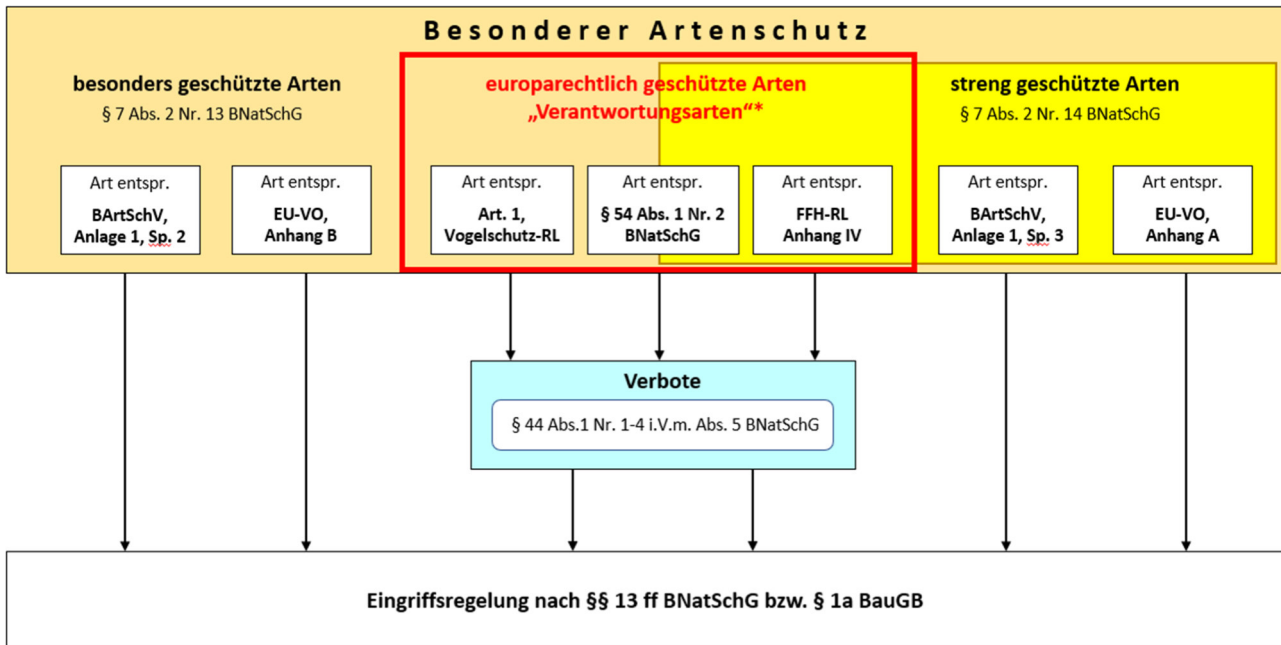 Besonderer Artenschutz
besonders geschützte Arten
§ 7 Abs. 2 Nr. 13 BNatSchG
europarechtlich geschützte Arten
„Verantwortungsarten“*
streng geschützte Arten
§ 7 Abs. 2 Nr. 14 BNatSchG
Art entspr.
BArtSchV,
Anlage 1, Sp. 2
Art entspr.
EU-VO,
Anhang B
Art entspr.
Art. 1,
Vogelschutz-RL
Art entspr.
§ 54 Abs. 1 Nr. 2
BNatSchG
Art entspr.
FFH-RL
Anhang IV
Art entspr.
BArtSchV,
Anlage 1, Sp. 3
Art entspr.
EU-VO,
Anhang A
Verbote
§ 44 Abs.1 Nr. 1-4 i.V.m. Abs. 5 BNatSchG
Eingriffsregelung nach §§ 13 ff BNatSchG bzw. § 1a BauGB